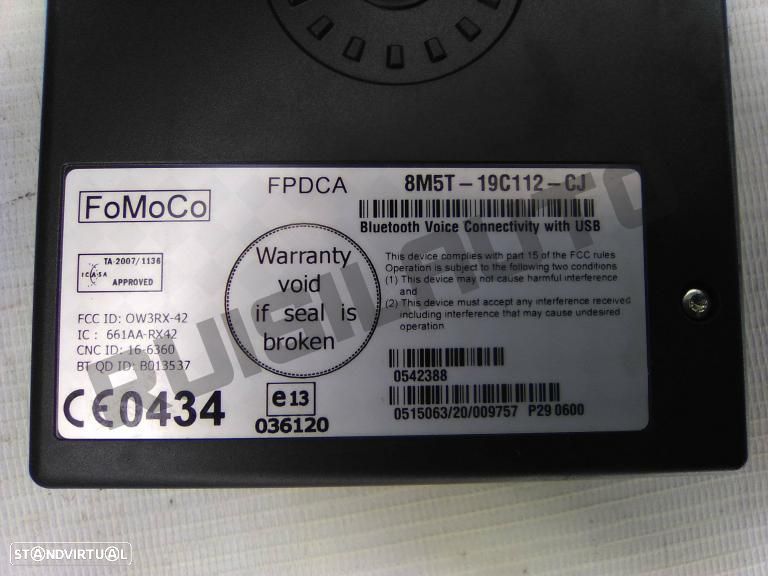 FoMoCo
FPDCA
8M5T-19C112-CJ
Bluetooth Voice Connectivity with USB
TA-2007/1136
ICASA
APPROVED
Warranty
void
if seal is
broken
This device complies with part 15 of the FCC rules
Operation is subject to the following two conditions
(1) This device may not cause harmful interference
and
(2) This device must accept any interference received
including interference that may cause undesired
operation
FCC ID: OW3RX-42
IC : 661AA-RX42
CNC ID: 16-6360
BT QD ID: B013537
CE0434
e13
036120
0542388
0515063/20/009757 P29 0600
RUISILAUTO
STANDVIRTUAL